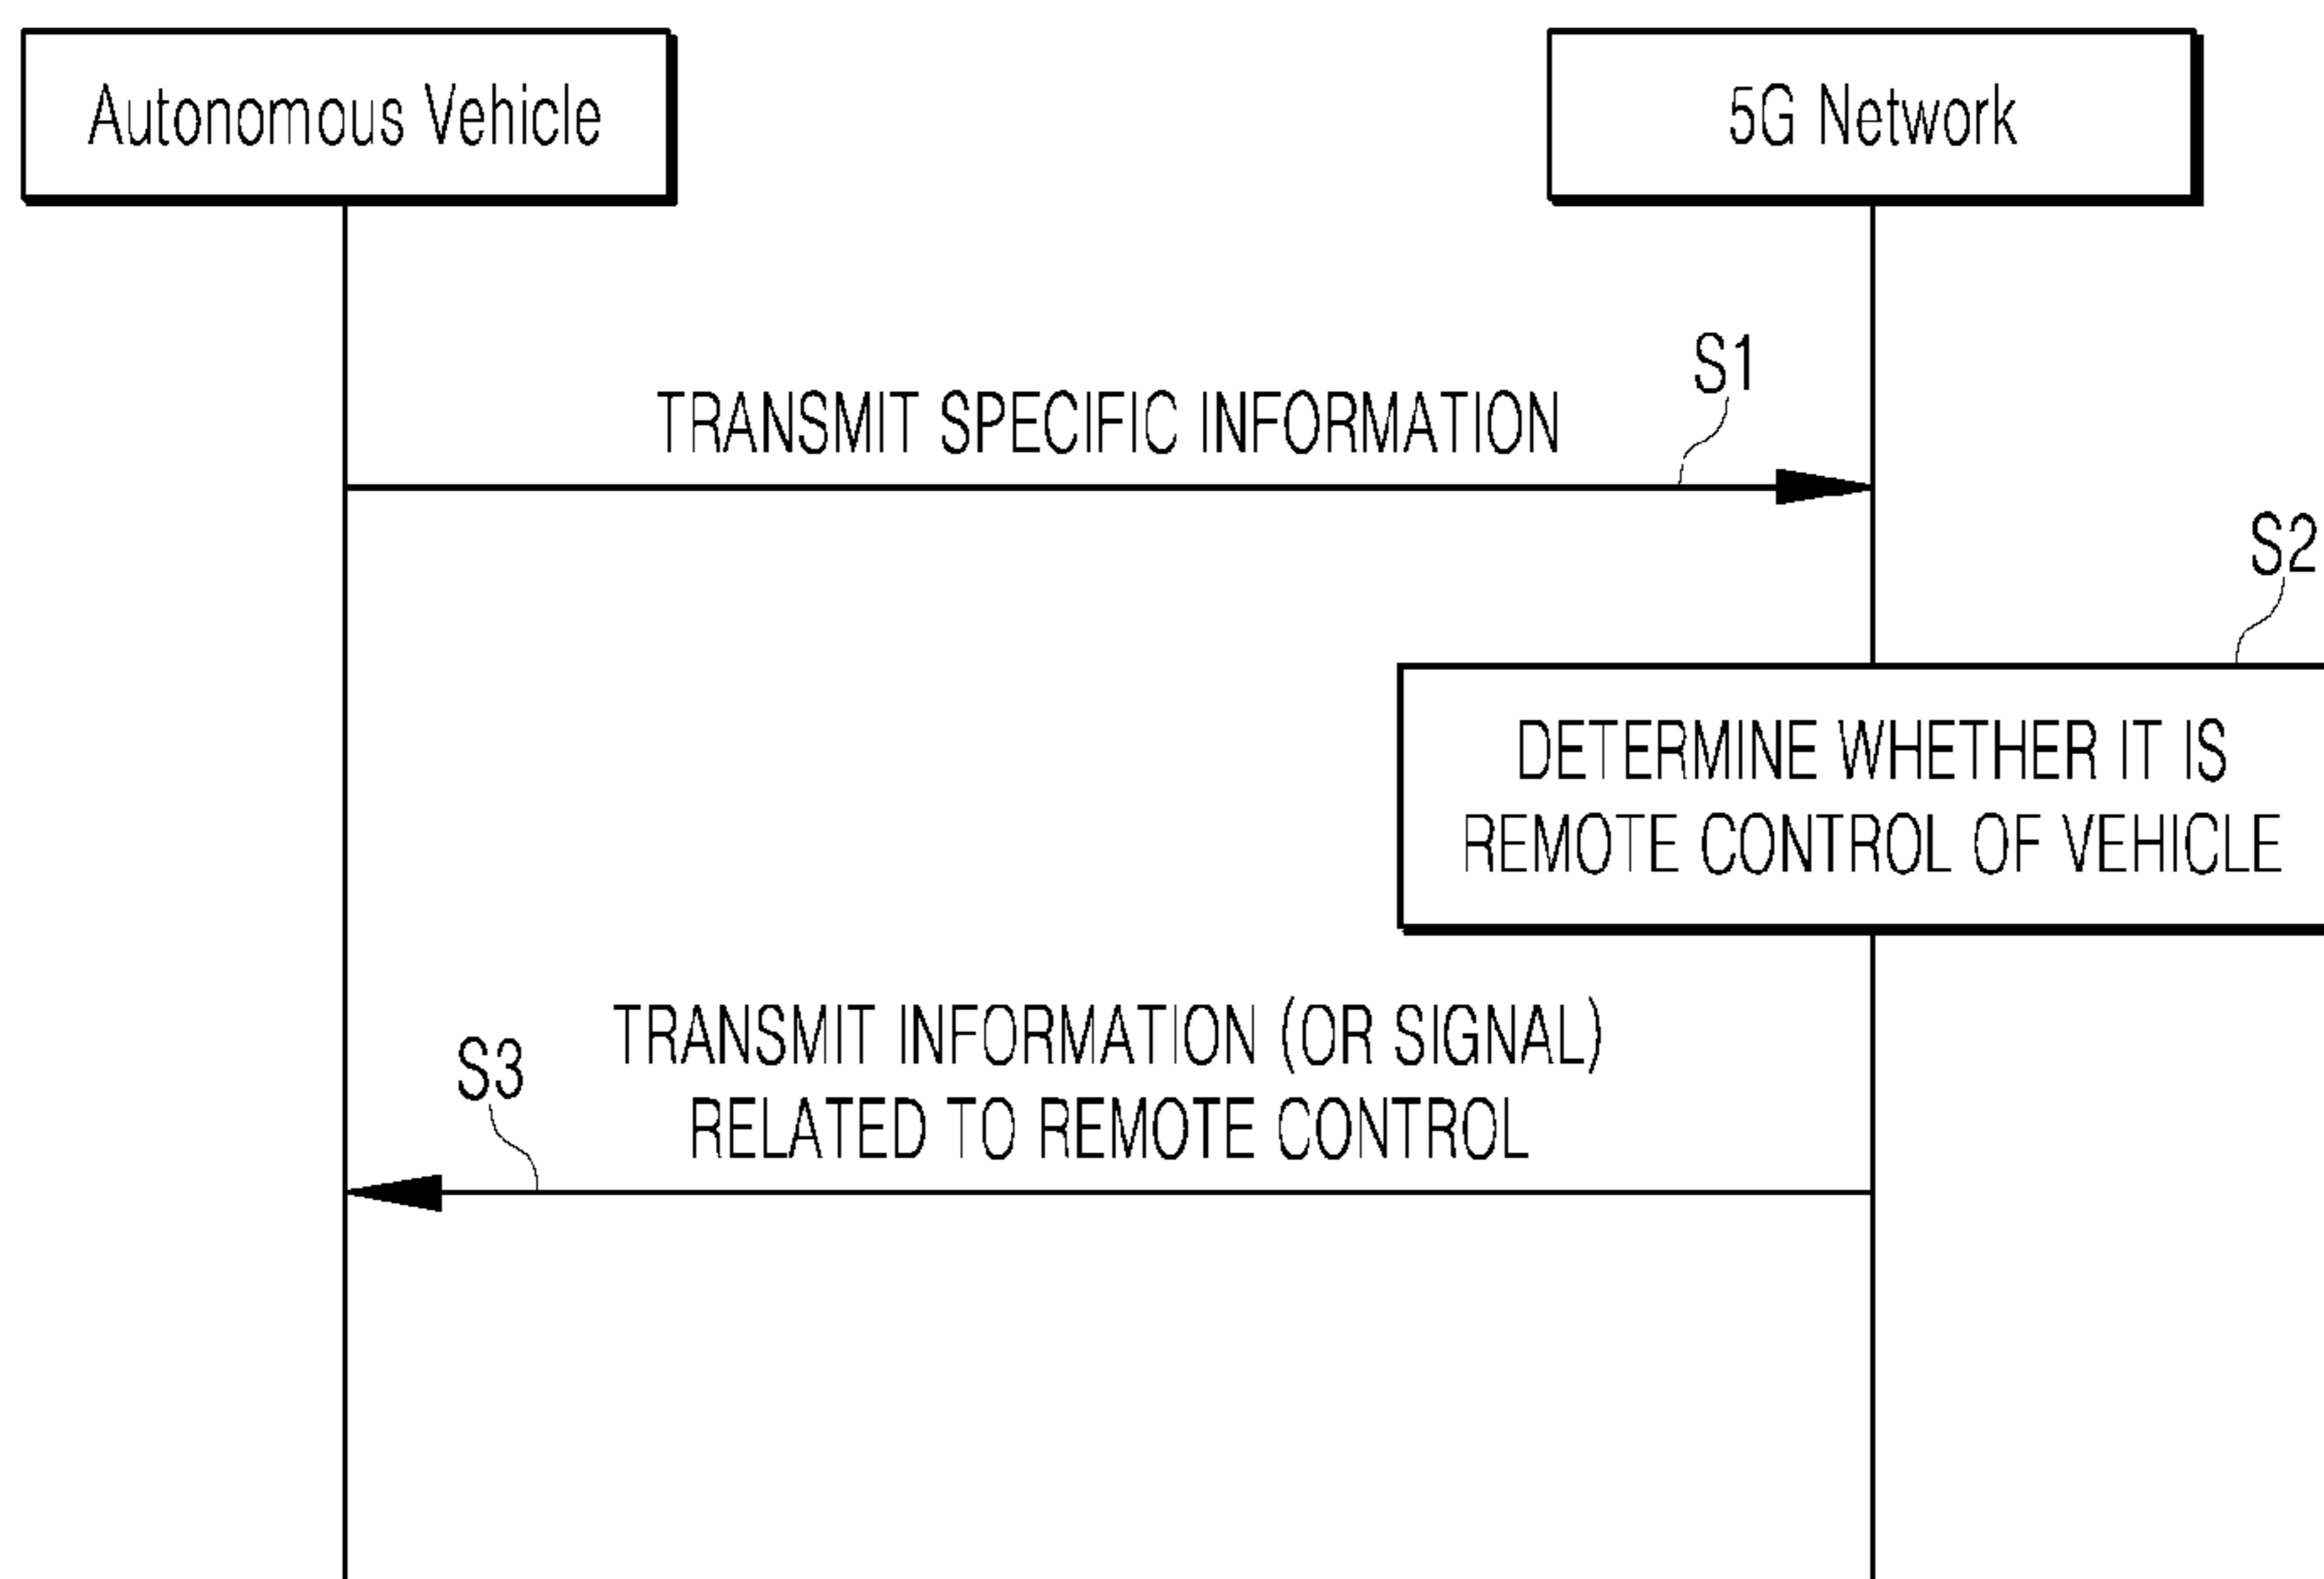 Autonomous Vehicle
5G Network
S1
TRANSMIT SPECIFIC INFORMATION
S2
DETERMINE WHETHER IT IS
REMOTE CONTROL OF VEHICLE
TRANSMIT INFORMATION (OR SIGNAL)
S3
RELATED TO REMOTE CONTROL